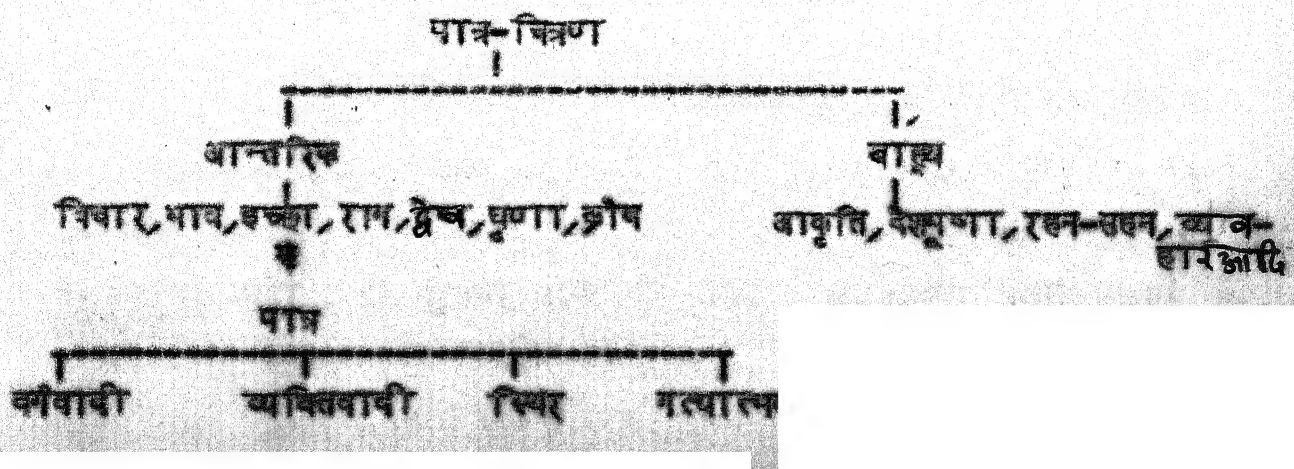 पात्र-चित्रण
आन्तरिक बाह्य
विचार,भाव,इच्छा,राग,द्वेष,घृणा,क्रोध आकृति,वेशभूषा,रहन-सहन,व्यव-
हार आदि
पात्र
वर्गवादी व्यक्तिवादी स्थिर